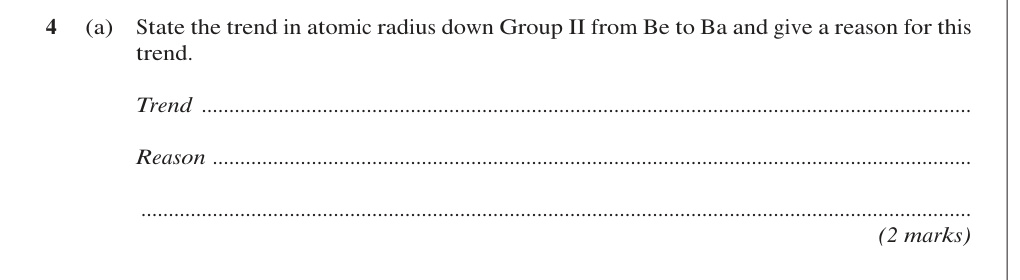 4 (a) State the trend in atomic radius down Group II from Be to Ba and give a reason for this
trend.
Trend ..........................................................................................................................................
Reason ........................................................................................................................................
......................................................................................................................................................
(2 marks)